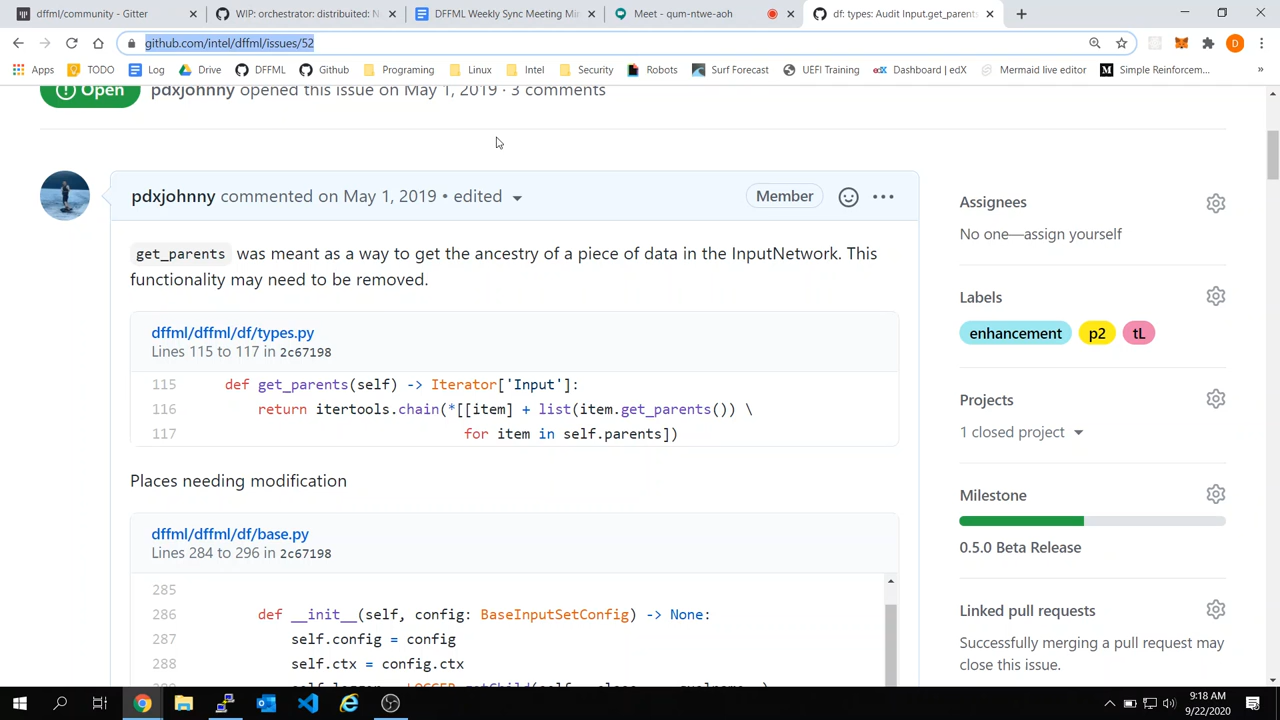 dffml/community - Gitter
WIP: orchestrator: distribuited: N
DFFML Weekly Sync Meeting Mi
Meet - qum-ntwe-aoh
df: types: Audit Input.get_parents
github.com/intel/dffml/issues/52
D
Apps
TODO
Log
Drive
DFFML
Github
Programing
Linux
Intel
Security
Robots
Surf Forecast
UEFI Training
edX
Dashboard | edX
Mermaid live editor
M
Simple Reinforcem...
»
Open
pdxjohnny opened this issue on May 1, 2019 · 3 comments
pdxjohnny commented on May 1, 2019 • edited
Member
get_parents was meant as a way to get the ancestry of a piece of data in the InputNetwork. This
functionality may need to be removed.
dffml/dffml/df/types.py
Lines 115 to 117 in 2c67198
115 def get_parents(self) -> Iterator['Input']:
116 return itertools.chain(*[[item] + list(item.get_parents()) \
117 for item in self.parents])
Places needing modification
dffml/dffml/df/base.py
Lines 284 to 296 in 2c67198
285
286 def __init__(self, config: BaseInputSetConfig) -> None:
287 self.config = config
288 self.ctx = config.ctx
Assignees
No one—assign yourself
Labels
enhancement
p2
tL
Projects
1 closed project
Milestone
0.5.0 Beta Release
Linked pull requests
Successfully merging a pull request may
close this issue.
9:18 AM
9/22/2020